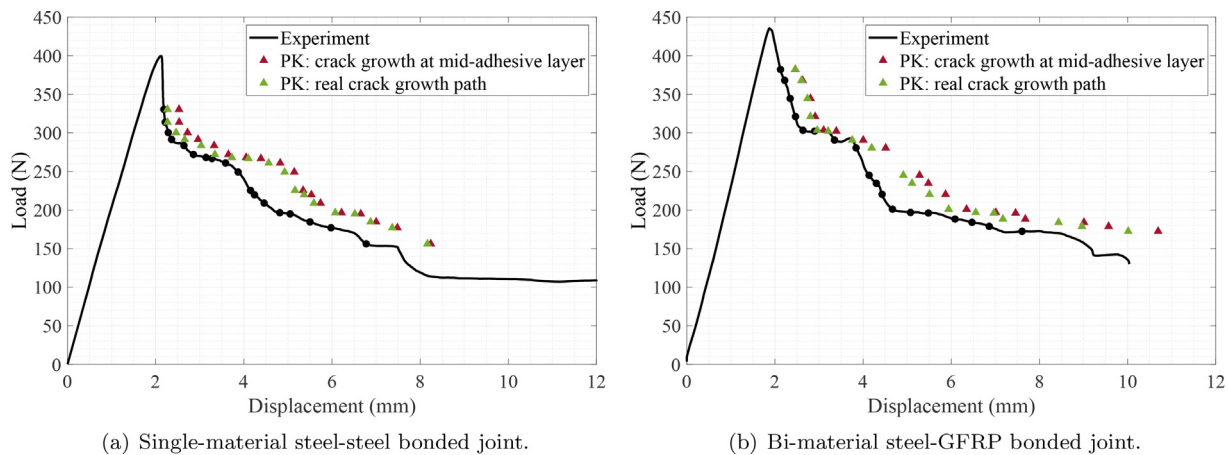 450
400
350
300
250
200
150
100
50
0
Load (N)
0 2 4 6 8 10 12
Displacement (mm)
Experiment
PK: crack growth at mid-adhesive layer
PK: real crack growth path
(a) Single-material steel-steel bonded joint.
450
400
350
300
250
200
150
100
50
0
Load (N)
0 2 4 6 8 10 12
Displacement (mm)
Experiment
PK: crack growth at mid-adhesive layer
PK: real crack growth path
(b) Bi-material steel-GFRP bonded joint.